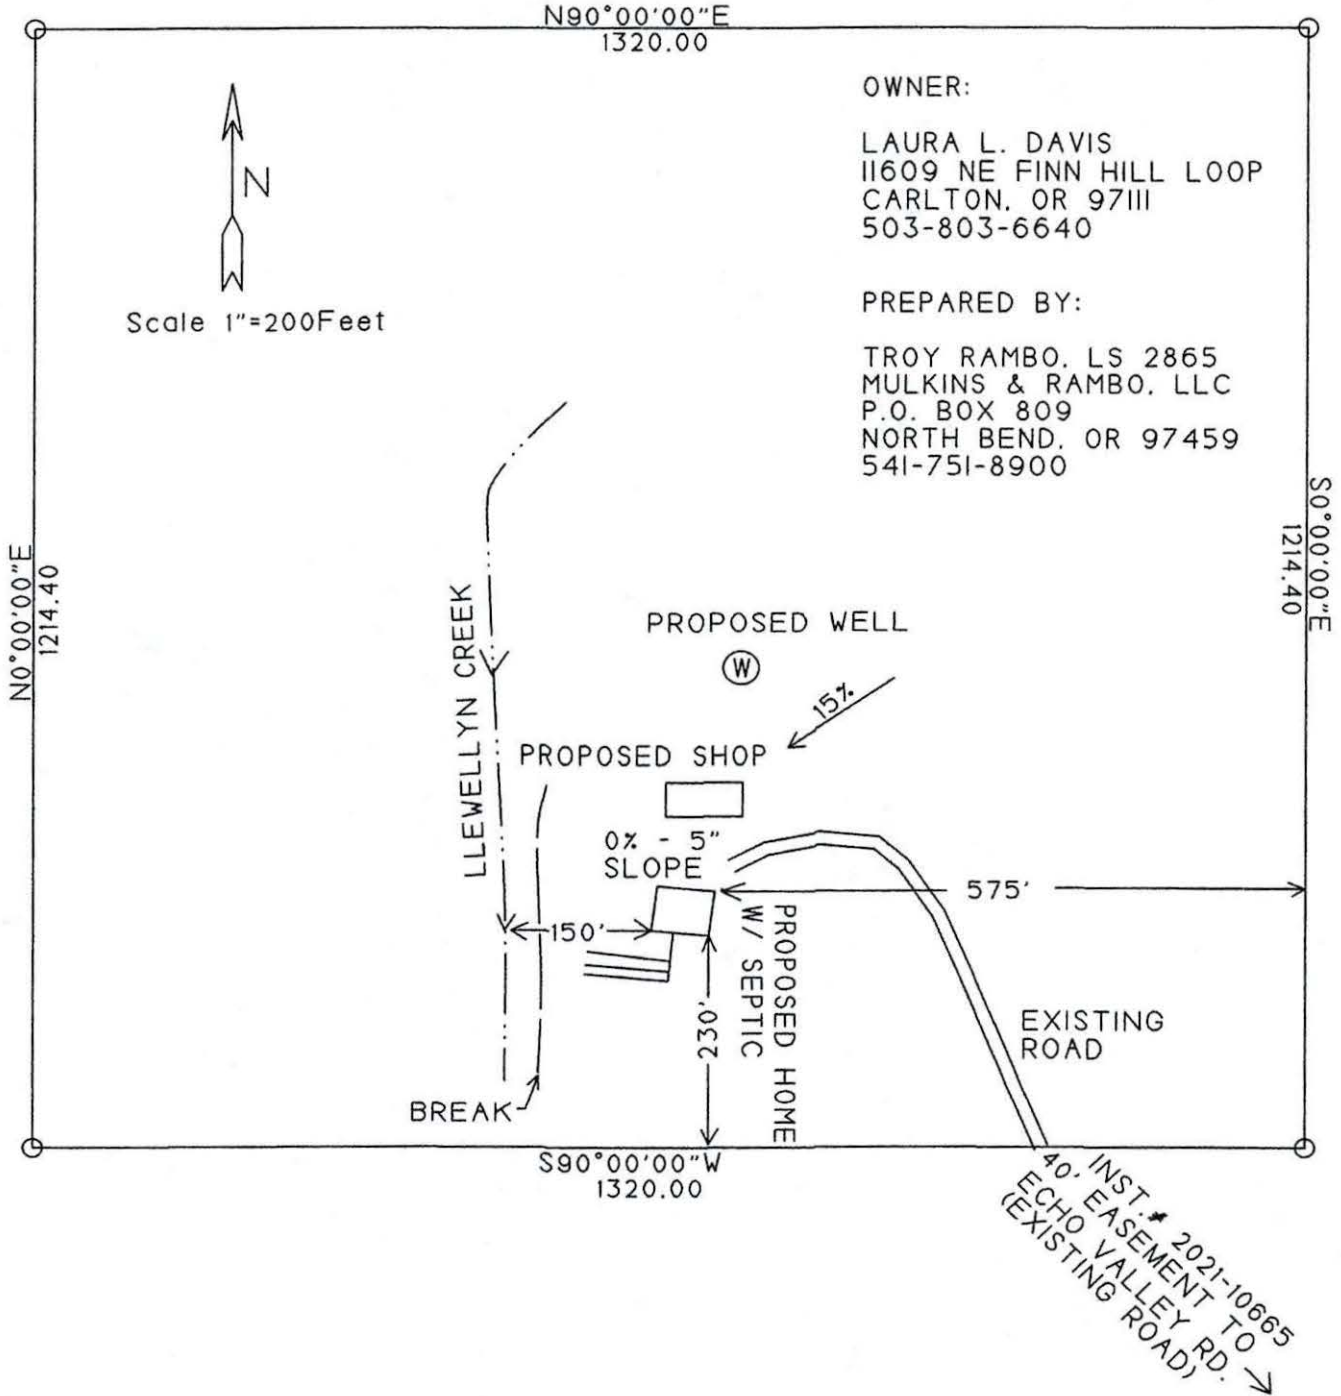 N90°00'00"E
1320.00
OWNER:
LAURA L. DAVIS
11609 NE FINN HILL LOOP
CARLTON, OR 97111
503-803-6640
N
Scale 1"=200Feet
PREPARED BY:
TROY RAMBO, LS 2865
MULKINS & RAMBO, LLC
P.O. BOX 809
NORTH BEND, OR 97459
541-751-8900
N0°00'00"E
1214.40
S0°00'00"E
1214.40
LLEWELLYN CREEK
PROPOSED WELL
W
15%
PROPOSED SHOP
0% - 5"
SLOPE
575'
150'
230'
PROPOSED HOME
W/ SEPTIC
EXISTING
ROAD
BREAK
S90°00'00"W
1320.00
INST.# 2021-10665
40' EASEMENT TO
ECHO VALLEY RD.
(EXISTING ROAD)